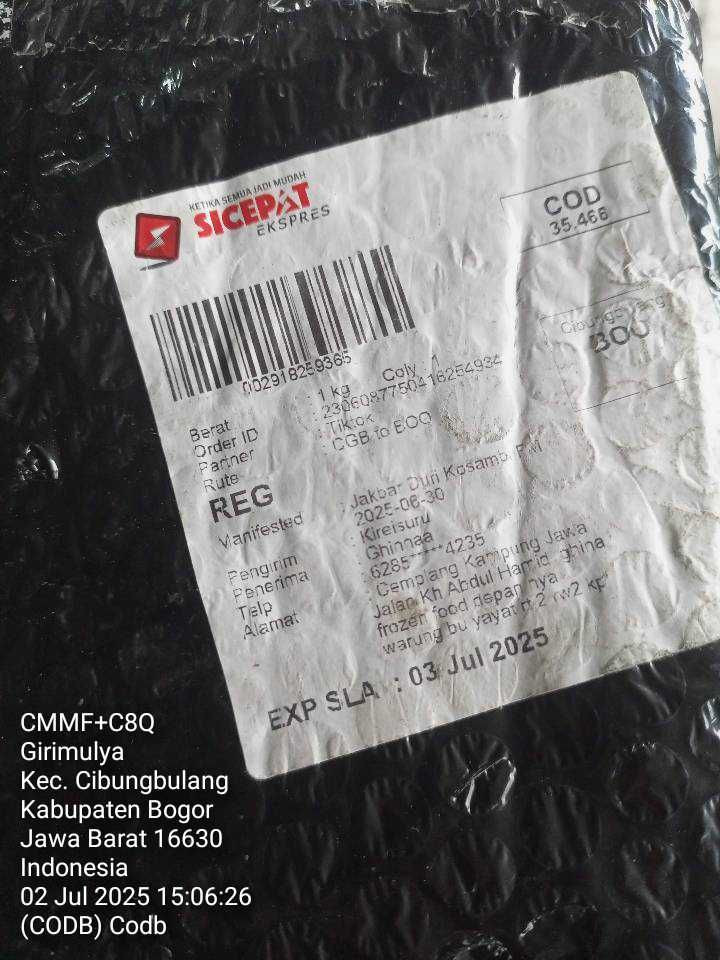 KETIKA SEMUA JADI MUDAH
SICEPAT
EKSPRES
COD
35.466
002918259365
Cibungbulang
BOO
Berat : 1 kg Coly : 1
Order ID : 2306087750416254934
Partner : Tiktok
Rute : CGB to BOO
REG
Manifested : Jakbar Duri Kosambi PM
2025-06-30
Pengirim : Kireisuru
Penerima : Ghinnaa
Telp : 6285*****4235
Alamat : Cemplang Kampung Jawa
Jalan Kh Abdul Hamid ghina
frozen food depan nya
warung bu yayat rt 2 rw2 kp
EXP SLA : 03 Jul 2025
CMMF+C8Q
Girimulya
Kec. Cibungbulang
Kabupaten Bogor
Jawa Barat 16630
Indonesia
02 Jul 2025 15:06:26
(CODB) Codb